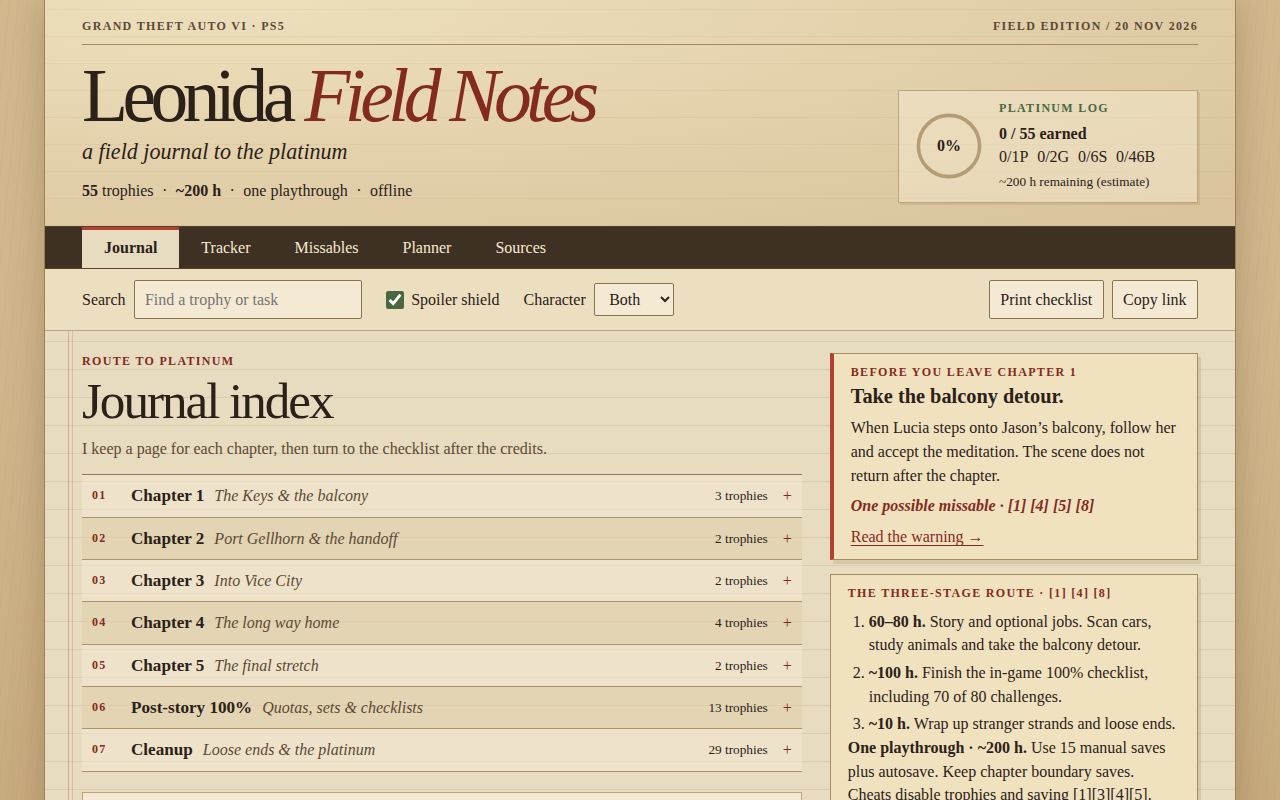 GRAND THEFT AUTO VI · PS5
FIELD EDITION / 20 NOV 2026
Leonida Field Notes
a field journal to the platinum
55 trophies · ~200 h · one playthrough · offline
0%
PLATINUM LOG
0 / 55 earned
0/1P 0/2G 0/6S 0/46B
~200 h remaining (estimate)
Journal Tracker Missables Planner Sources
Search Find a trophy or task Spoiler shield Character Both Print checklist Copy link
ROUTE TO PLATINUM
Journal index
I keep a page for each chapter, then turn to the checklist after the credits.
01 Chapter 1 The Keys & the balcony 3 trophies +
02 Chapter 2 Port Gellhorn & the handoff 2 trophies +
03 Chapter 3 Into Vice City 2 trophies +
04 Chapter 4 The long way home 4 trophies +
05 Chapter 5 The final stretch 2 trophies +
06 Post-story 100% Quotas, sets & checklists 13 trophies +
07 Cleanup Loose ends & the platinum 29 trophies +
BEFORE YOU LEAVE CHAPTER 1
Take the balcony detour.
When Lucia steps onto Jason’s balcony, follow her
and accept the meditation. The scene does not
return after the chapter.
One possible missable · [1] [4] [5] [8]
Read the warning →
THE THREE-STAGE ROUTE · [1] [4] [8]
1. 60–80 h. Story and optional jobs. Scan cars,
study animals and take the balcony detour.
2. ~100 h. Finish the in-game 100% checklist,
including 70 of 80 challenges.
3. ~10 h. Wrap up stranger strands and loose ends.
One playthrough · ~200 h. Use 15 manual saves
plus autosave. Keep chapter boundary saves.
Cheats disable trophies and saving [1][3][4][5].